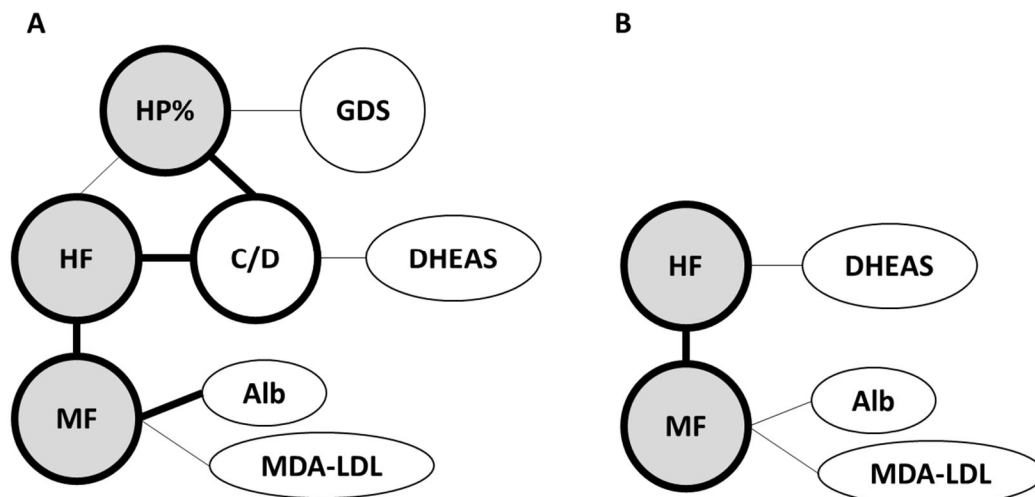 A
HP%
GDS
HF
C/D
DHEAS
MF
Alb
MDA-LDL
B
HF
DHEAS
MF
Alb
MDA-LDL